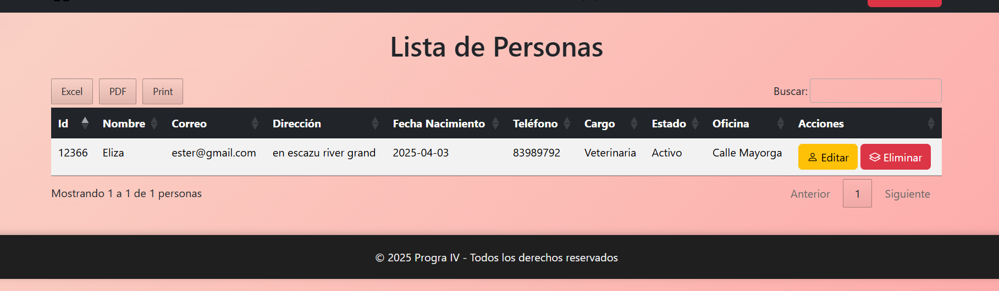 Lista de Personas
Excel PDF Print Buscar:
Id Nombre Correo Dirección Fecha Nacimiento Teléfono Cargo Estado Oficina Acciones
12366 Eliza ester@gmail.com en escazu river grand 2025-04-03 83989792 Veterinaria Activo Calle Mayorga Editar Eliminar
Mostrando 1 a 1 de 1 personas Anterior 1 Siguiente
© 2025 Progra IV - Todos los derechos reservados